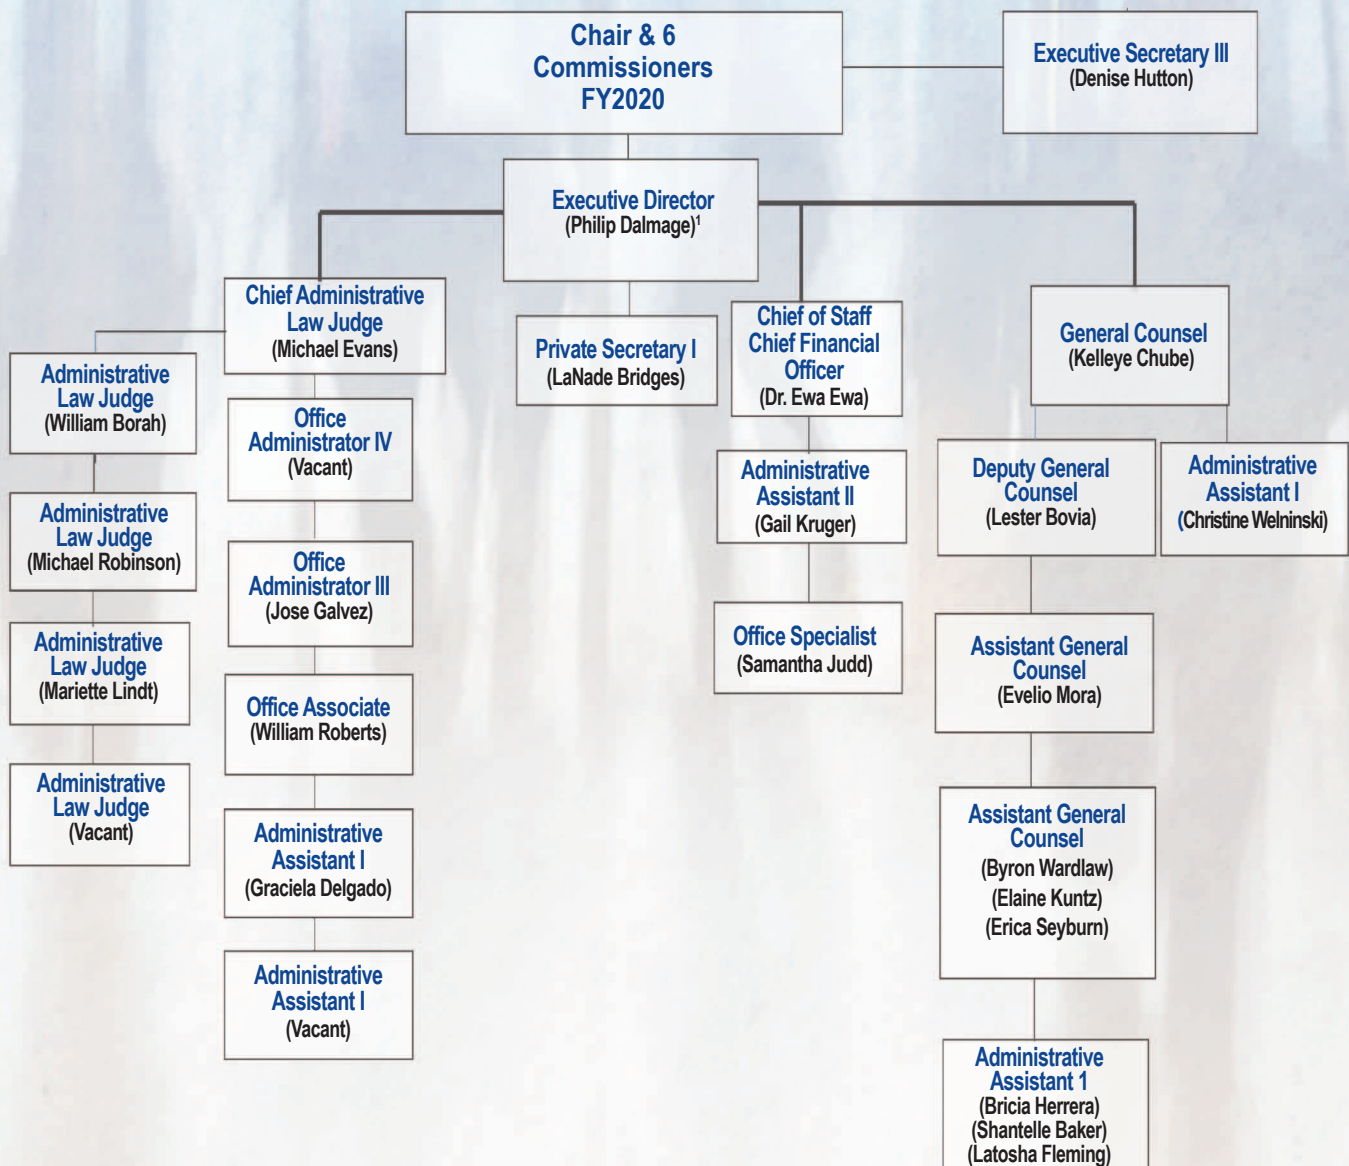 Chair & 6
Commissioners
FY2020
Executive Secretary III
(Denise Hutton)
Executive Director
(Philip Dalmage)¹
Chief Administrative
Law Judge
(Michael Evans)
Private Secretary I
(LaNade Bridges)
Chief of Staff
Chief Financial
Officer
(Dr. Ewa Ewa)
General Counsel
(Kelleye Chube)
Administrative
Law Judge
(William Borah)
Administrative
Law Judge
(Michael Robinson)
Administrative
Law Judge
(Mariette Lindt)
Administrative
Law Judge
(Vacant)
Office
Administrator IV
(Vacant)
Office
Administrator III
(Jose Galvez)
Office Associate
(William Roberts)
Administrative
Assistant I
(Graciela Delgado)
Administrative
Assistant I
(Vacant)
Administrative
Assistant II
(Gail Kruger)
Office Specialist
(Samantha Judd)
Deputy General
Counsel
(Lester Bovia)
Administrative
Assistant I
(Christine Welninski)
Assistant General
Counsel
(Evelio Mora)
Assistant General
Counsel
(Byron Wardlaw)
(Elaine Kuntz)
(Erica Seyburn)
Administrative
Assistant 1
(Bricia Herrera)
(Shantelle Baker)
(Latosha Fleming)